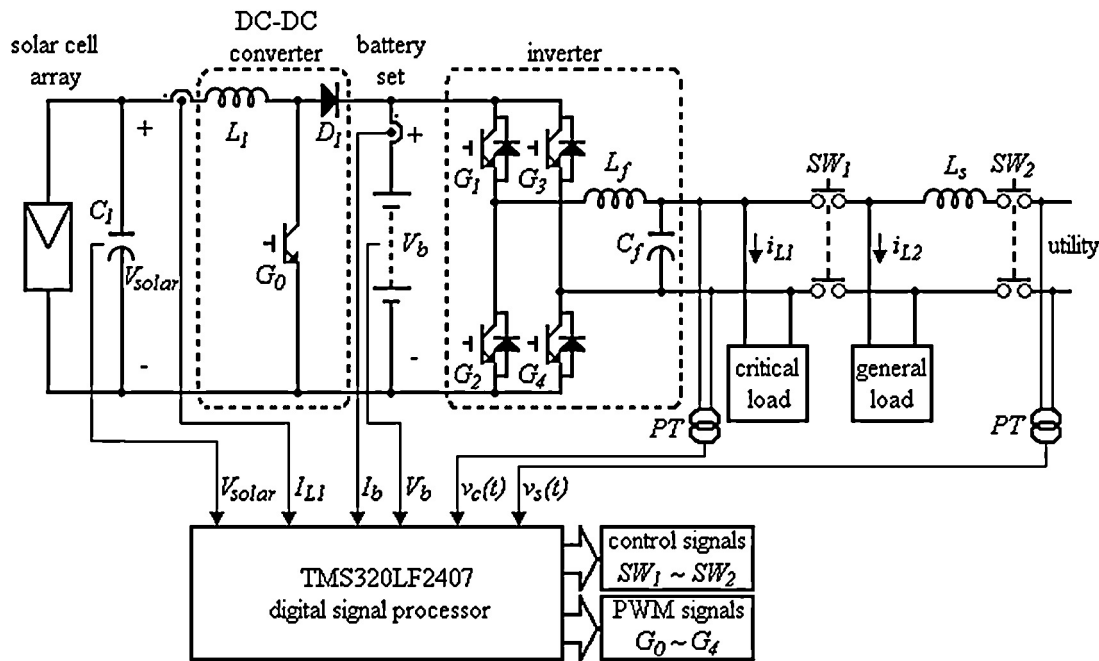 solar cell
array
DC-DC
converter
battery
set
inverter
+
L1
D1
+
G1
G3
Lf
SW1
Ls
SW2
C1
Vsolar
G0
Vb
Cf
iL1
iL2
utility
-
-
G2
G4
critical
load
general
load
PT
PT
Vsolar
IL1
Ib
Vb
vc(t)
vs(t)
TMS320LF2407
digital signal processor
control signals
SW1 ~ SW2
PWM signals
G0 ~ G4